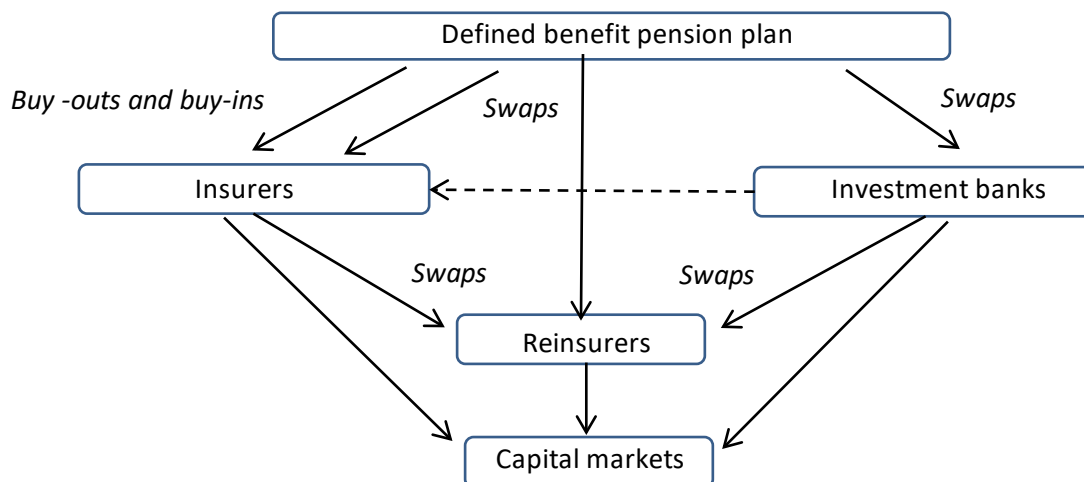 Defined benefit pension plan
Buy -outs and buy-ins
Swaps
Swaps
Insurers
Investment banks
Swaps
Swaps
Reinsurers
Capital markets